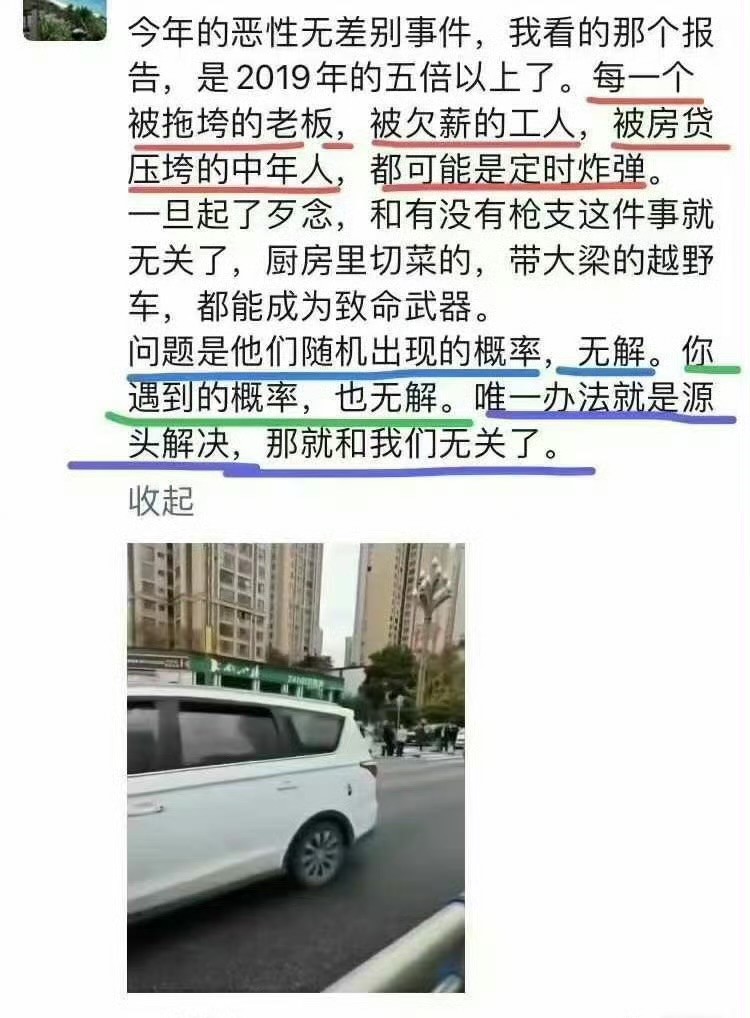 今年的恶性无差别事件，我看的那个报
告，是2019年的五倍以上了。每一个
被拖垮的老板，被欠薪的工人，被房贷
压垮的中年人，都可能是定时炸弹。
一旦起了歹念，和有没有枪支这件事就
无关了，厨房里切菜的，带大梁的越野
车，都能成为致命武器。
问题是他们随机出现的概率，无解。你
遇到的概率，也无解。唯一办法就是源
头解决，那就和我们无关了。
收起